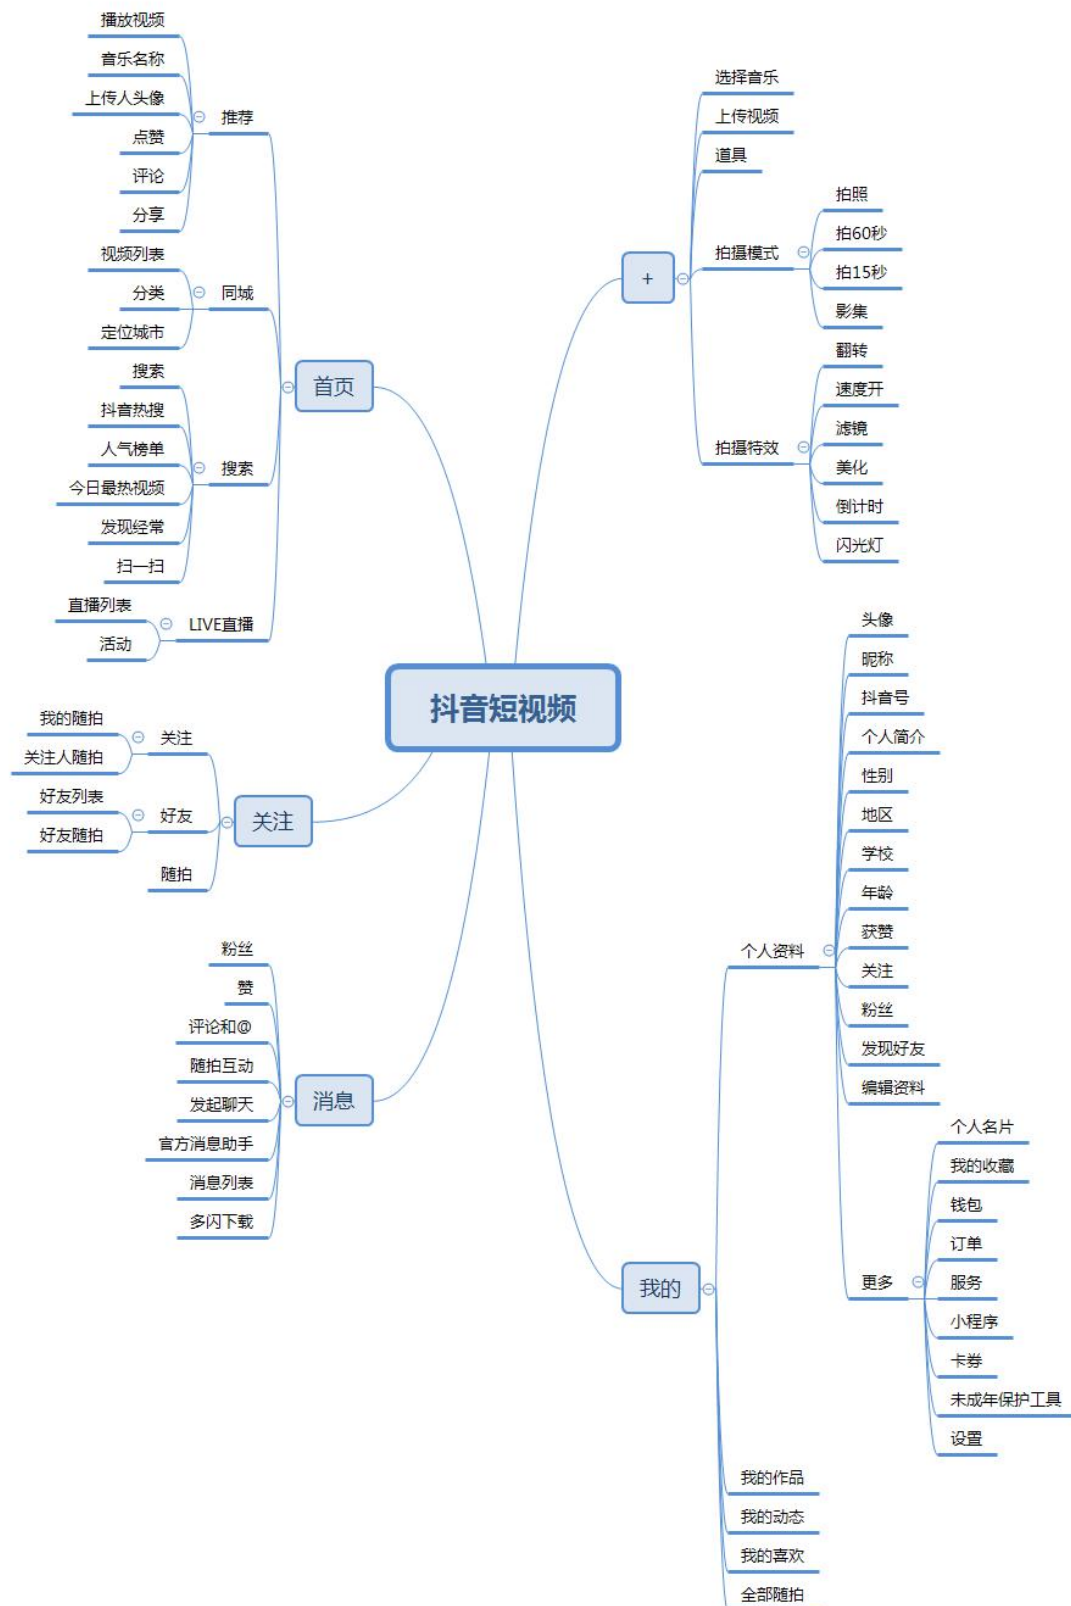 抖音短视频
首页
推荐
播放视频
音乐名称
上传人头像
点赞
评论
分享
同城
视频列表
分类
定位城市
搜索
搜索
抖音热搜
人气榜单
今日最热视频
发现经常
扫一扫
LIVE直播
直播列表
活动
关注
关注
我的随拍
关注人随拍
好友
好友列表
好友随拍
随拍
消息
粉丝
赞
评论和@
随拍互动
发起聊天
官方消息助手
消息列表
多闪下载
+
选择音乐
上传视频
道具
拍摄模式
拍照
拍60秒
拍15秒
影集
拍摄特效
翻转
速度开
滤镜
美化
倒计时
闪光灯
我的
个人资料
头像
昵称
抖音号
个人简介
性别
地区
学校
年龄
获赞
关注
粉丝
发现好友
编辑资料
更多
个人名片
我的收藏
钱包
订单
服务
小程序
卡券
未成年保护工具
设置
我的作品
我的动态
我的喜欢
全部随拍